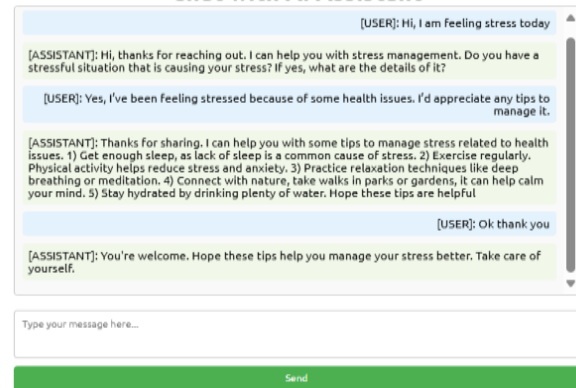 [USER]: Hi, I am feeling stress today
[ASSISTANT]: Hi, thanks for reaching out. I can help you with stress management. Do you have a
stressful situation that is causing your stress? If yes, what are the details of it?
[USER]: Yes, I've been feeling stressed because of some health issues. I'd appreciate any tips to
manage it.
[ASSISTANT]: Thanks for sharing. I can help you with some tips to manage stress related to health
issues. 1) Get enough sleep, as lack of sleep is a common cause of stress. 2) Exercise regularly.
Physical activity helps reduce stress and anxiety. 3) Practice relaxation techniques like deep
breathing or meditation. 4) Connect with nature, take walks in parks or gardens, it can help calm
your mind. 5) Stay hydrated by drinking plenty of water. Hope these tips are helpful
[USER]: Ok thank you
[ASSISTANT]: You're welcome. Hope these tips help you manage your stress better. Take care of
yourself.
Type your message here...
Send